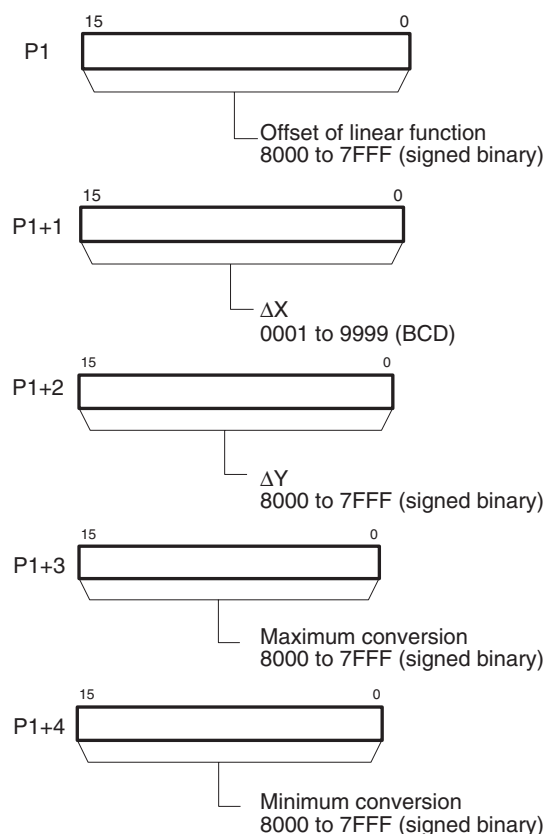 15 0
P1
Offset of linear function
8000 to 7FFF (signed binary)
15 0
P1+1
ΔX
0001 to 9999 (BCD)
15 0
P1+2
ΔY
8000 to 7FFF (signed binary)
15 0
P1+3
Maximum conversion
8000 to 7FFF (signed binary)
15 0
P1+4
Minimum conversion
8000 to 7FFF (signed binary)